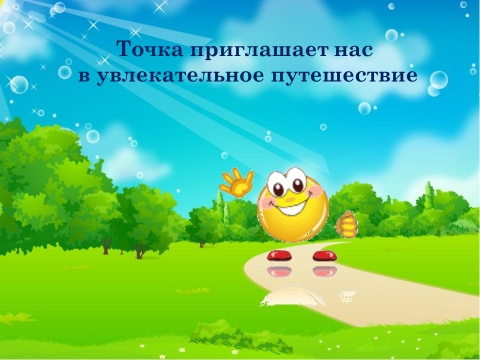 Точка приглашает нас
в увлекательное путешествие